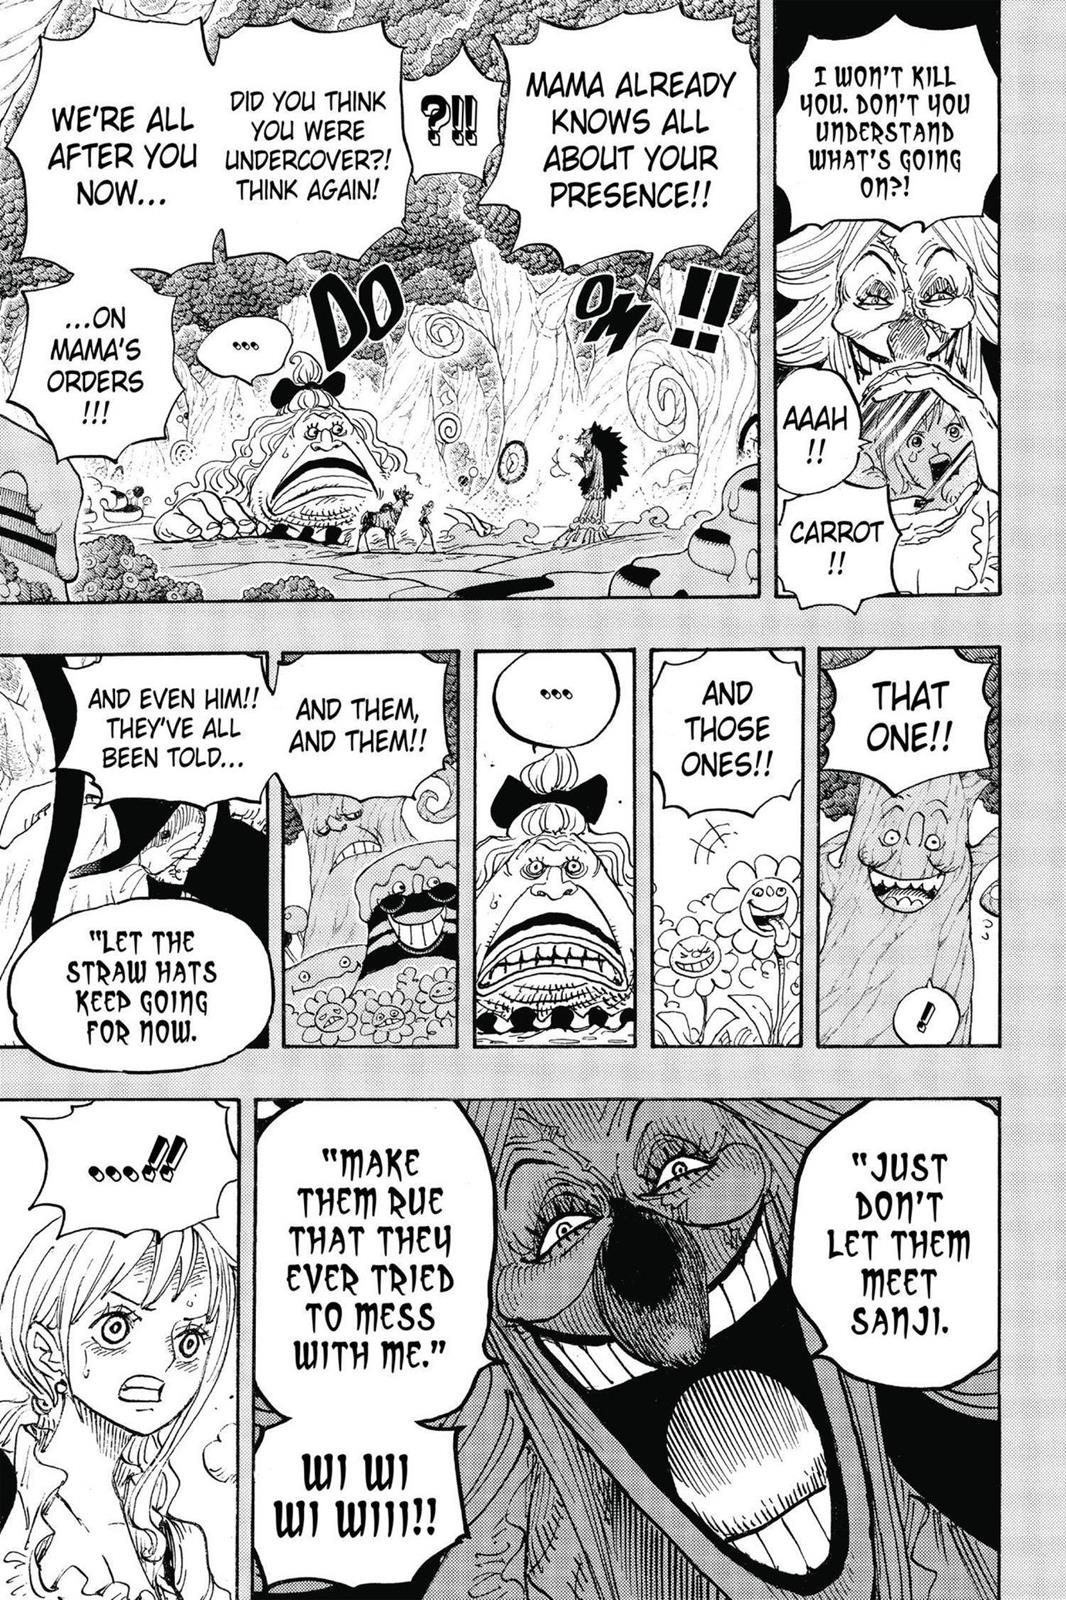 I WON'T KILL
YOU. DON'T YOU
UNDERSTAND
WHAT'S GOING
ON?!
AAAH
!!
CARROT
!!
MAMA ALREADY
KNOWS ALL
ABOUT YOUR
PRESENCE!!
?!!
DID YOU THINK
YOU WERE
UNDERCOVER?!
THINK AGAIN!
WE'RE ALL
AFTER YOU
NOW...
...ON
MAMA'S
ORDERS
!!!
...
DO
OM
!!
THAT
ONE!!
!
AND
THOSE
ONES!!
...
AND THEM,
AND THEM!!
AND EVEN HIM!!
THEY'VE ALL
BEEN TOLD...
"LET THE
STRAW HATS
KEEP GOING
FOR NOW.
"JUST
DON'T
LET THEM
MEET
SANJI.
"MAKE
THEM RUE
THAT THEY
EVER TRIED
TO MESS
WITH ME."
WI WI
WI WIII!!
...!!